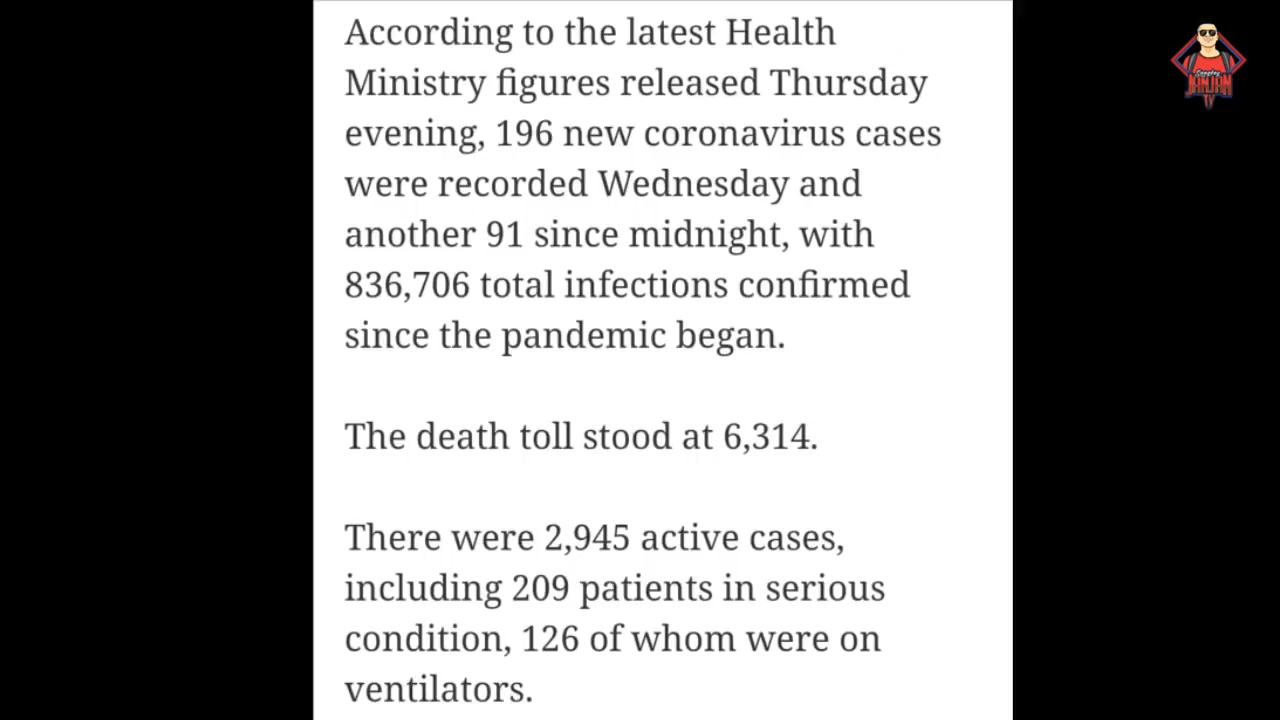 According to the latest Health
Ministry figures released Thursday
evening, 196 new coronavirus cases
were recorded Wednesday and
another 91 since midnight, with
836,706 total infections confirmed
since the pandemic began.
The death toll stood at 6,314.
There were 2,945 active cases,
including 209 patients in serious
condition, 126 of whom were on
ventilators.
JANJAN
TV